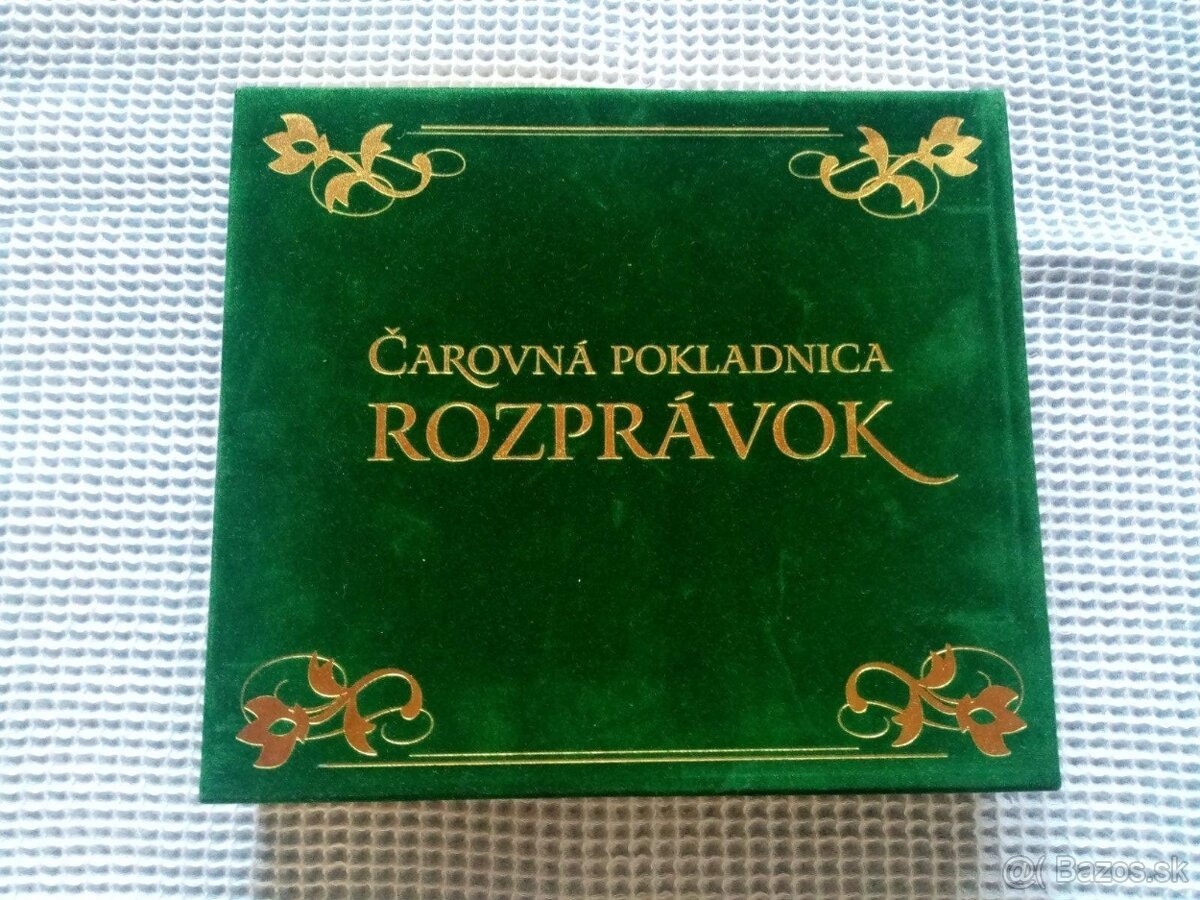 ČAROVNÁ POKLADNICA
ROZPRÁVOK
@( Bazos.sk